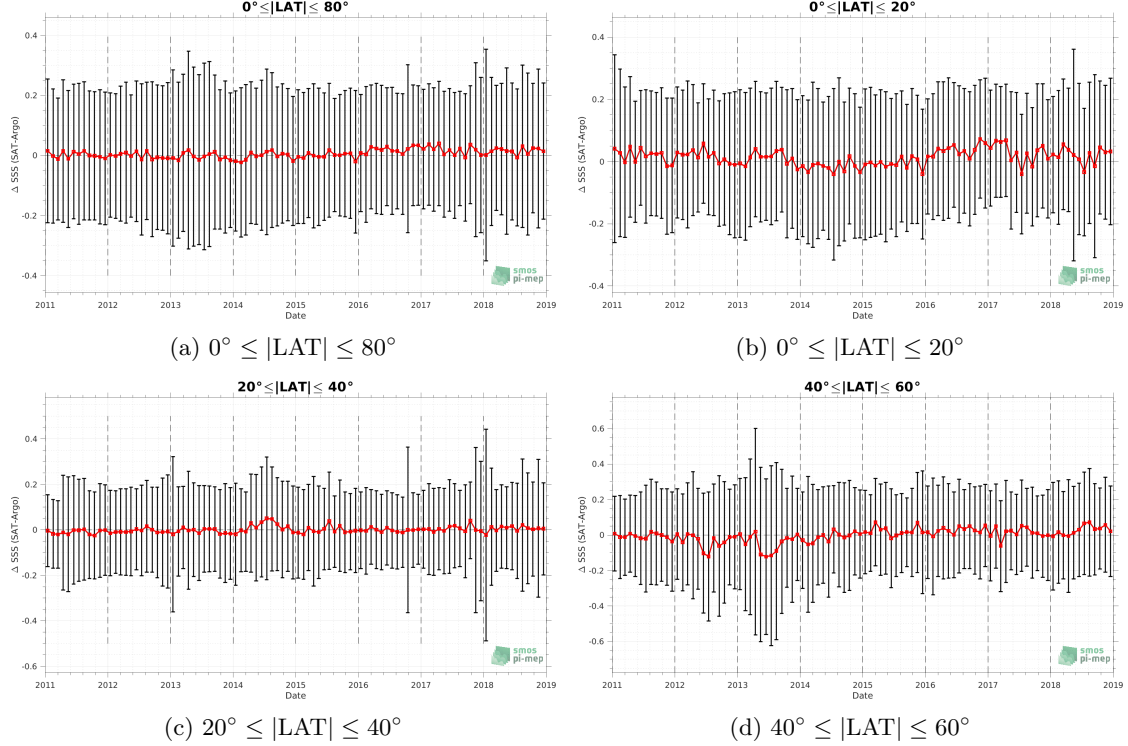 0°≤|LAT|≤ 80°
Δ SSS (SAT-Argo)
0.4
0.2
0
-0.2
-0.4
2011 2012 2013 2014 2015 2016 2017 2018 2019
Date
smos
pi-mep
(a) 0° ≤ |LAT| ≤ 80°
0°≤|LAT|≤ 20°
Δ SSS (SAT-Argo)
0.4
0.2
0
-0.2
-0.4
2011 2012 2013 2014 2015 2016 2017 2018 2019
Date
smos
pi-mep
(b) 0° ≤ |LAT| ≤ 20°
20°≤|LAT|≤ 40°
Δ SSS (SAT-Argo)
0.4
0.2
0
-0.2
-0.4
-0.6
2011 2012 2013 2014 2015 2016 2017 2018 2019
Date
smos
pi-mep
(c) 20° ≤ |LAT| ≤ 40°
40°≤|LAT|≤ 60°
Δ SSS (SAT-Argo)
0.6
0.4
0.2
0
-0.2
-0.4
-0.6
2011 2012 2013 2014 2015 2016 2017 2018 2019
Date
smos
pi-mep
(d) 40° ≤ |LAT| ≤ 60°